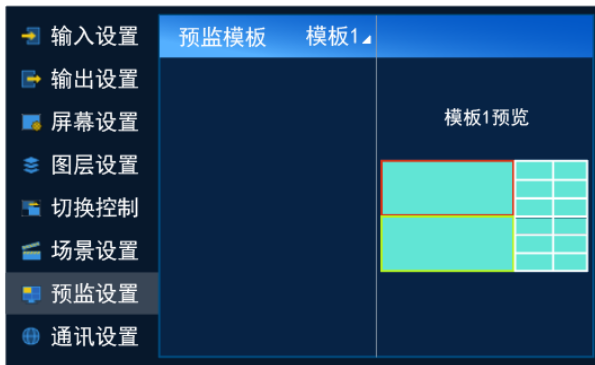 输入设置
输出设置
屏幕设置
图层设置
切换控制
场景设置
预监设置
通讯设置
预监模板 模板1
模板1预览